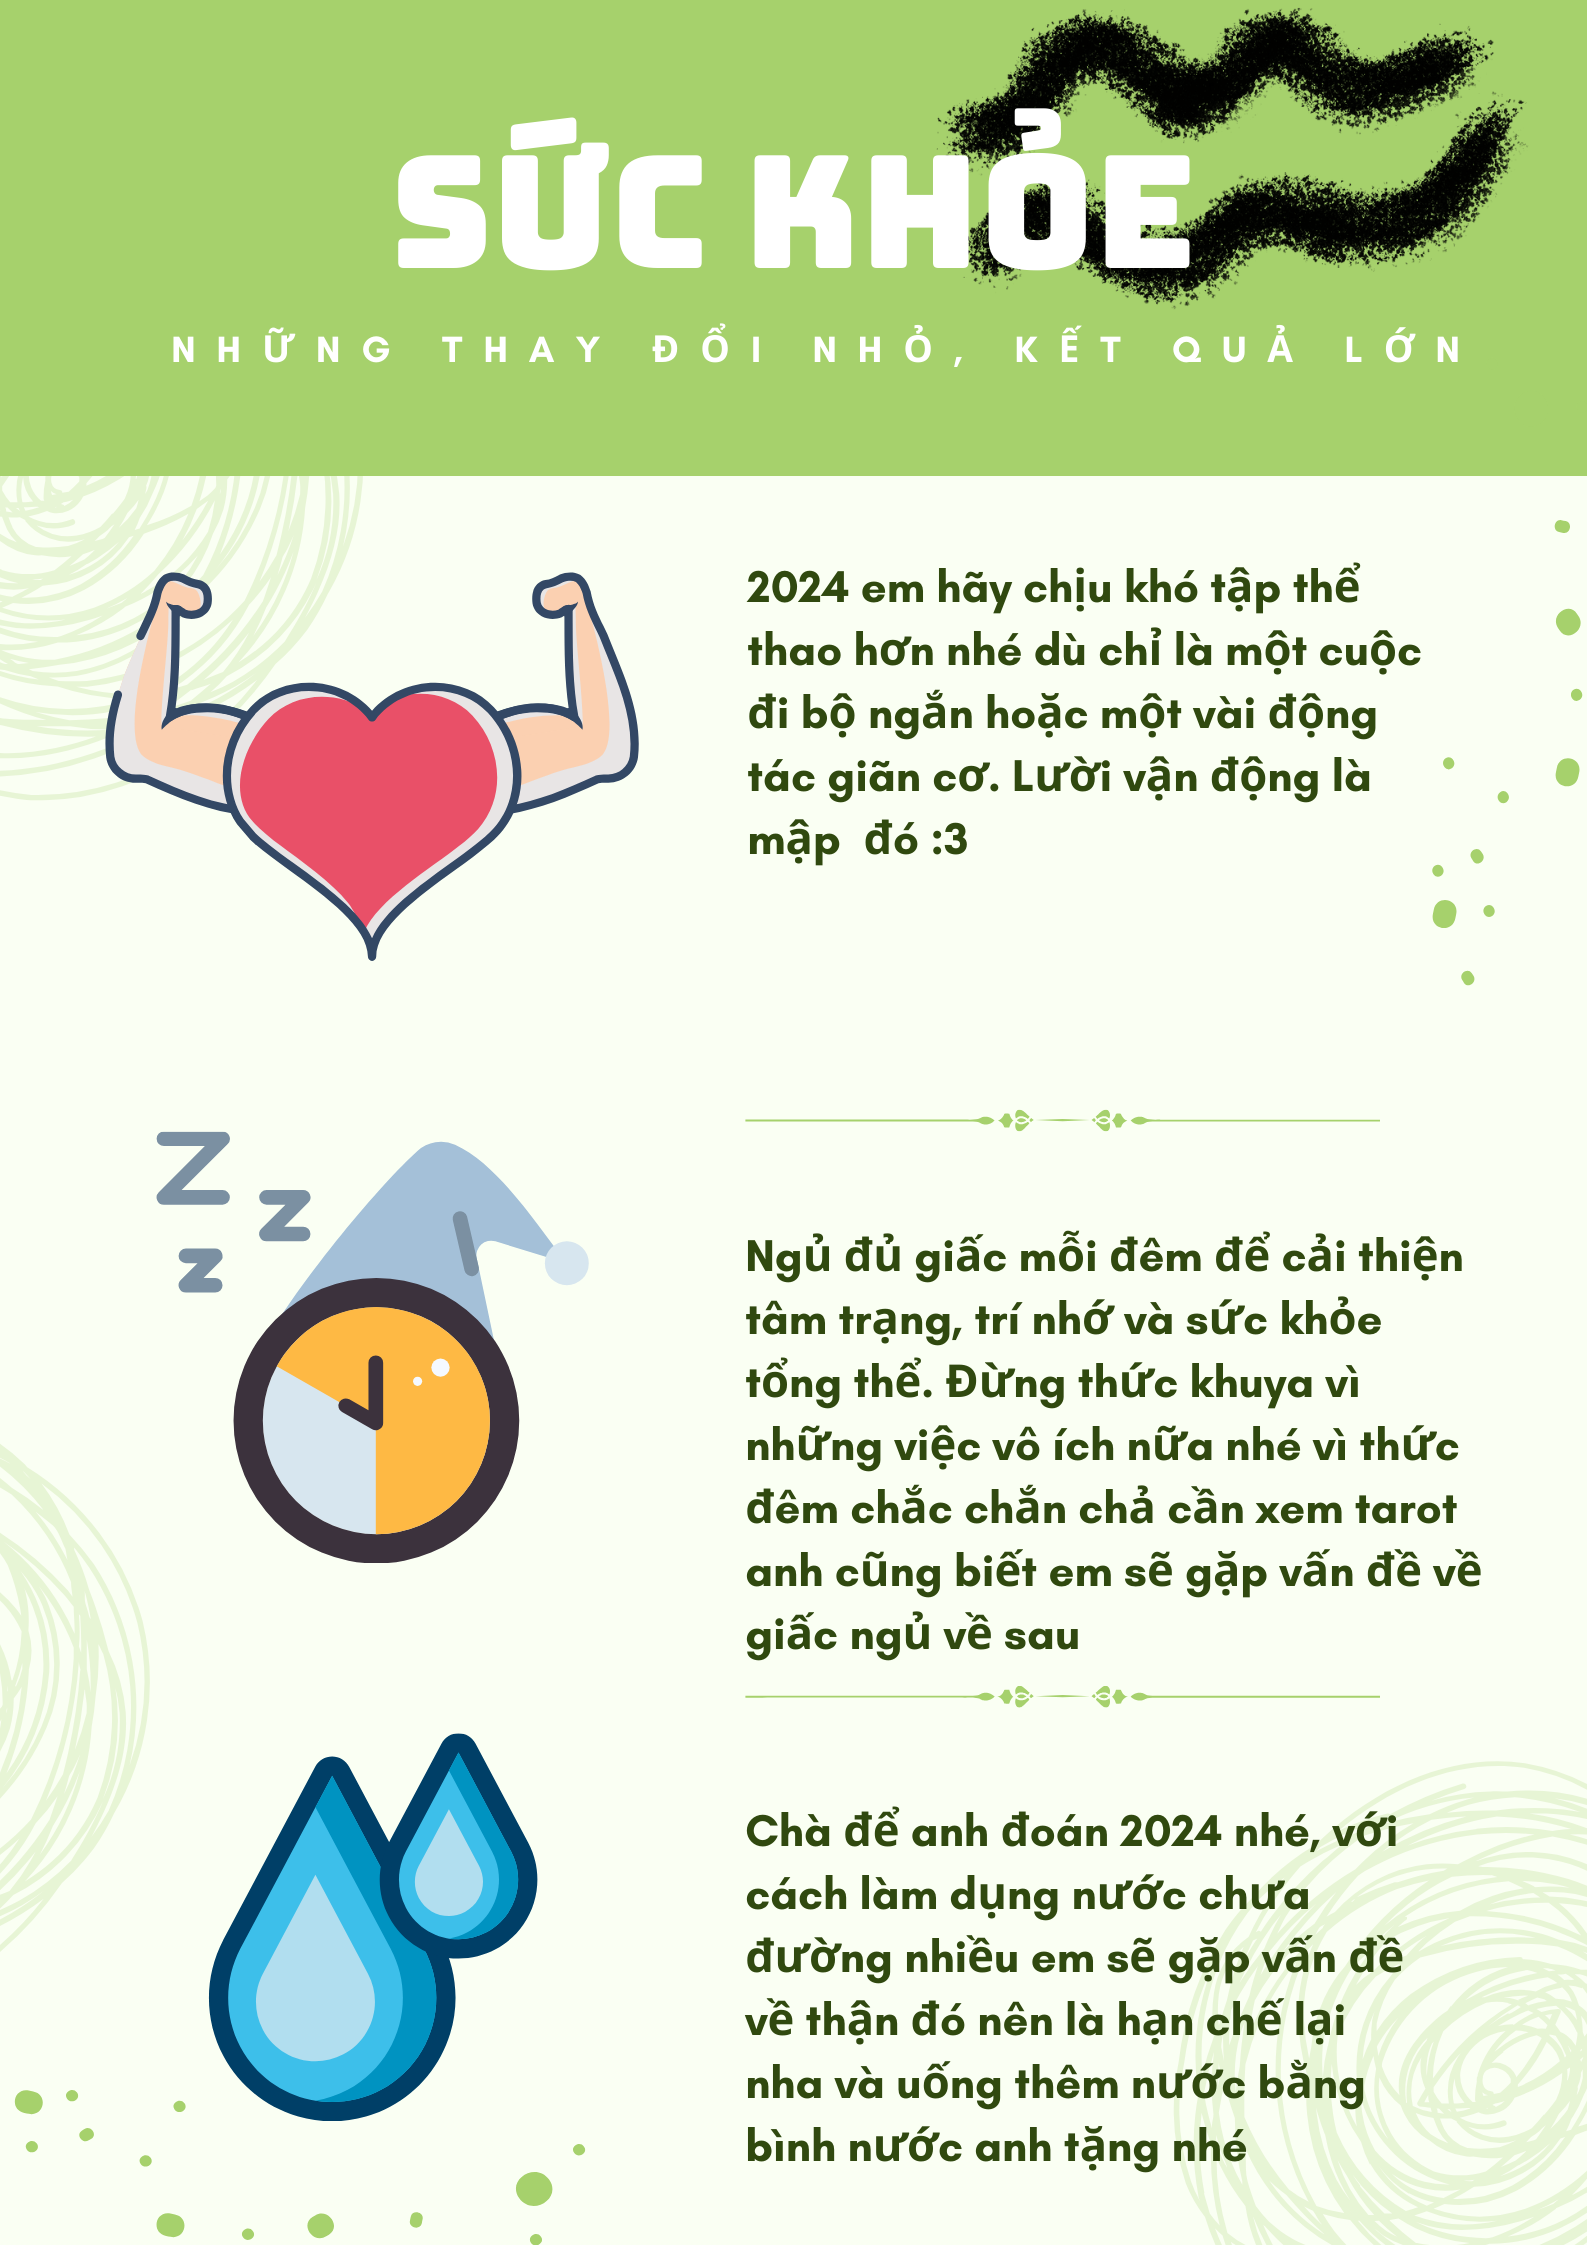 SỨC KHỎE
NHỮNG THAY ĐỔI NHỎ, KẾT QUẢ LỚN
2024 em hãy chịu khó tập thể
thao hơn nhé dù chỉ là một cuộc
đi bộ ngắn hoặc một vài động
tác giãn cơ. Lười vận động là
mập  đó :3
Z
z
z
Ngủ đủ giấc mỗi đêm để cải thiện
tâm trạng, trí nhớ và sức khỏe
tổng thể. Đừng thức khuya vì
những việc vô ích nữa nhé vì thức
đêm chắc chắn chả cần xem tarot
anh cũng biết em sẽ gặp vấn đề về
giấc ngủ về sau
Chà để anh đoán 2024 nhé, với
cách làm dụng nước chưa
đường nhiều em sẽ gặp vấn đề
về thận đó nên là hạn chế lại
nha và uống thêm nước bằng
bình nước anh tặng nhé